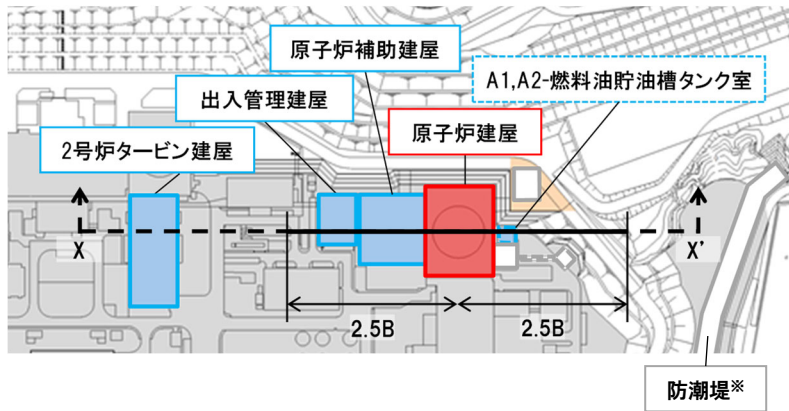 原子炉補助建屋
A1,A2-燃料油貯油槽タンク室
出入管理建屋
原子炉建屋
2号炉タービン建屋
X
X'
2.5B
2.5B
防潮堤※